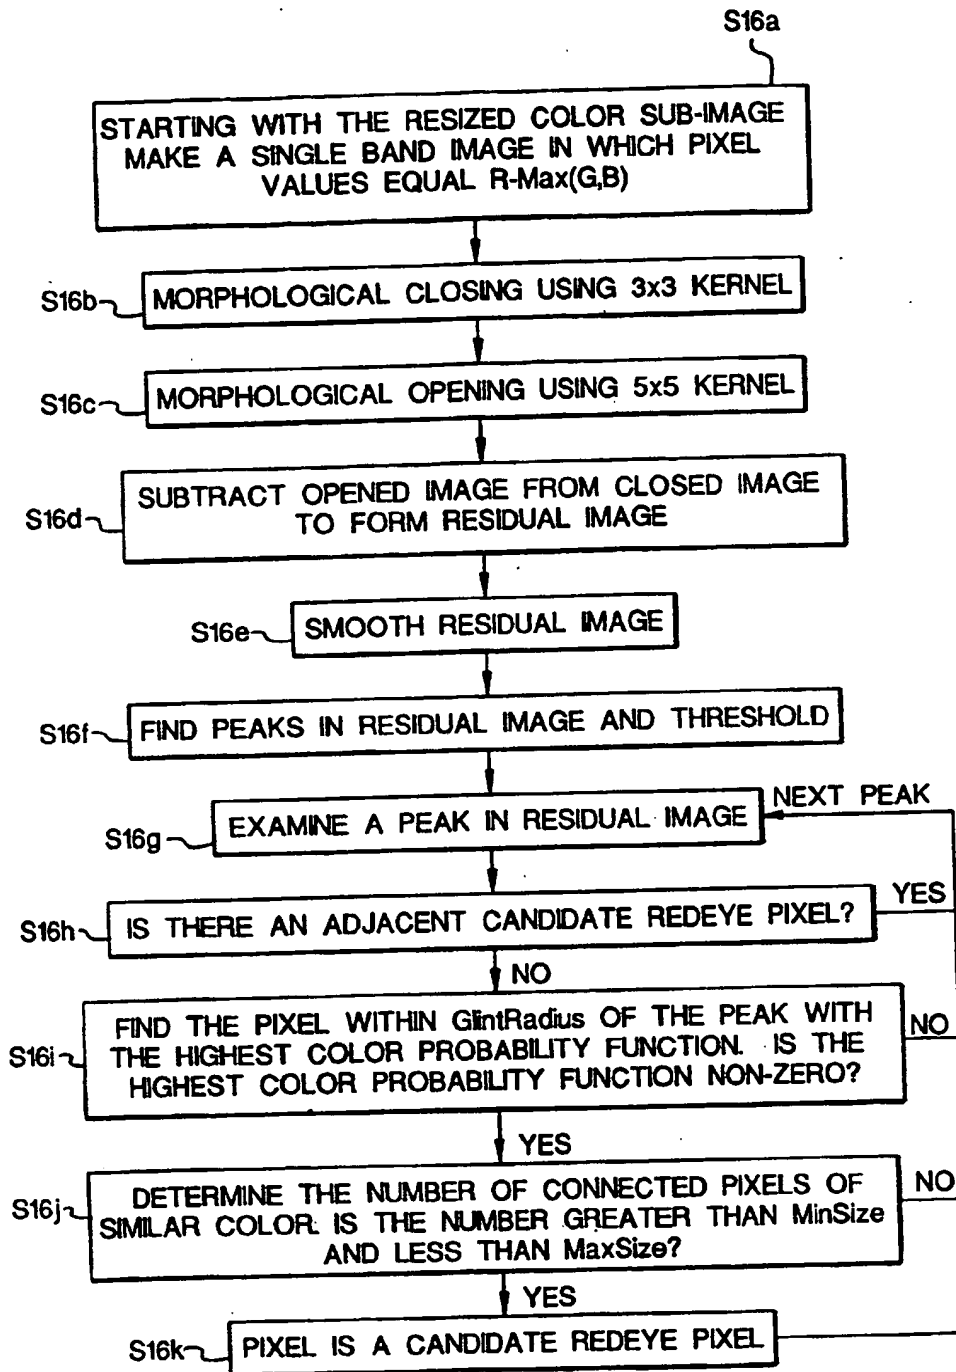 S16a
STARTING WITH THE RESIZED COLOR SUB-IMAGE
MAKE A SINGLE BAND IMAGE IN WHICH PIXEL
VALUES EQUAL R-Max(G,B)
S16b
MORPHOLOGICAL CLOSING USING 3x3 KERNEL
S16c
MORPHOLOGICAL OPENING USING 5x5 KERNEL
S16d
SUBTRACT OPENED IMAGE FROM CLOSED IMAGE
TO FORM RESIDUAL IMAGE
S16e
SMOOTH RESIDUAL IMAGE
S16f
FIND PEAKS IN RESIDUAL IMAGE AND THRESHOLD
NEXT PEAK
S16g
EXAMINE A PEAK IN RESIDUAL IMAGE
YES
S16h
IS THERE AN ADJACENT CANDIDATE REDEYE PIXEL?
NO
S16i
FIND THE PIXEL WITHIN GlintRadius OF THE PEAK WITH
THE HIGHEST COLOR PROBABILITY FUNCTION. IS THE
HIGHEST COLOR PROBABILITY FUNCTION NON-ZERO?
NO
YES
S16j
DETERMINE THE NUMBER OF CONNECTED PIXELS OF
SIMILAR COLOR. IS THE NUMBER GREATER THAN MinSize
AND LESS THAN MaxSize?
NO
YES
S16k
PIXEL IS A CANDIDATE REDEYE PIXEL